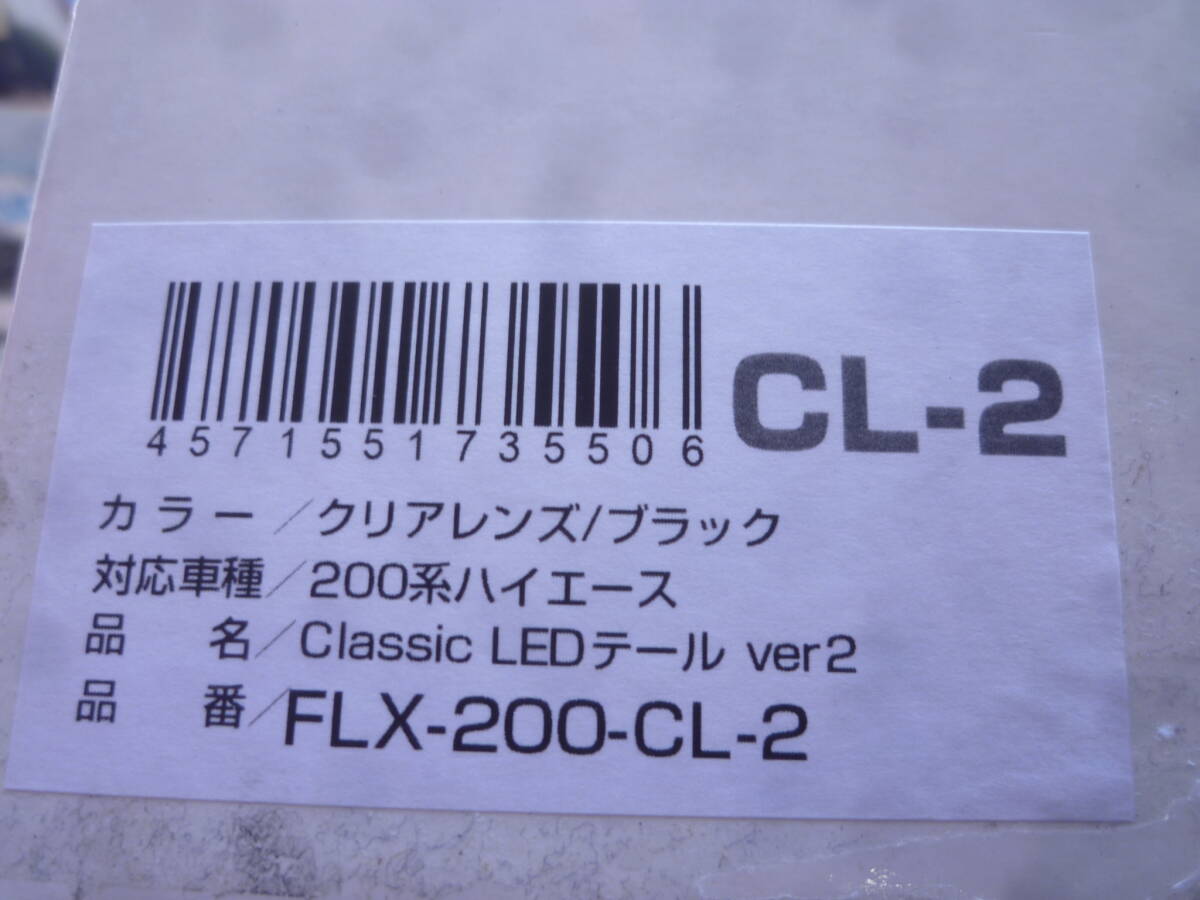 4571551735506
CL-2
カラー／クリアレンズ/ブラック
対応車種／200系ハイエース
品　名／Classic LEDテール ver2
品　番／FLX-200-CL-2